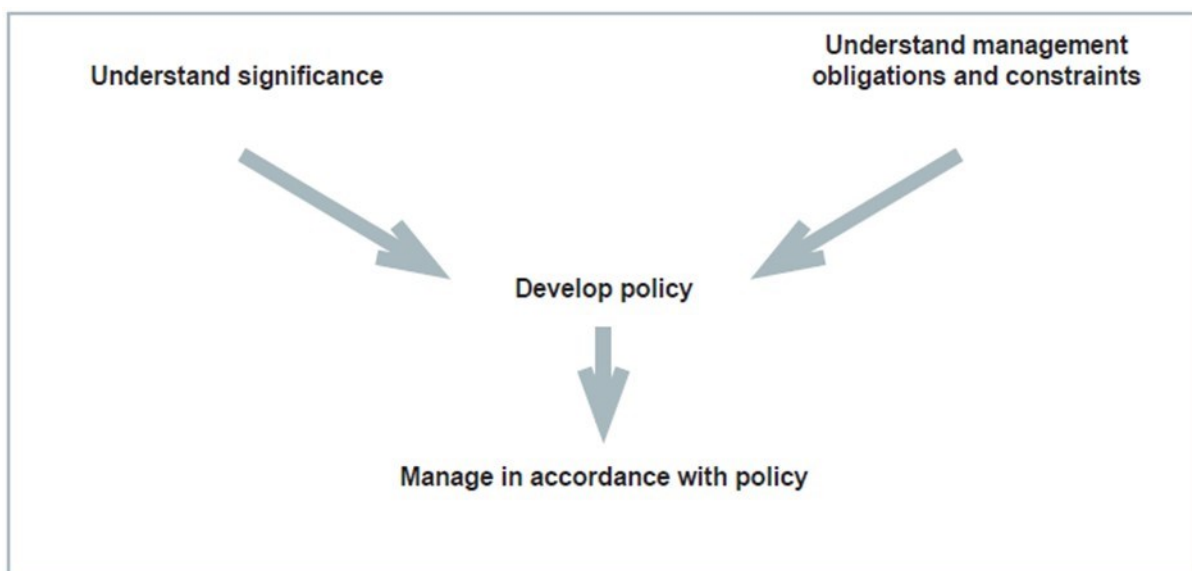 Understand significance
Understand management
obligations and constraints
Develop policy
Manage in accordance with policy